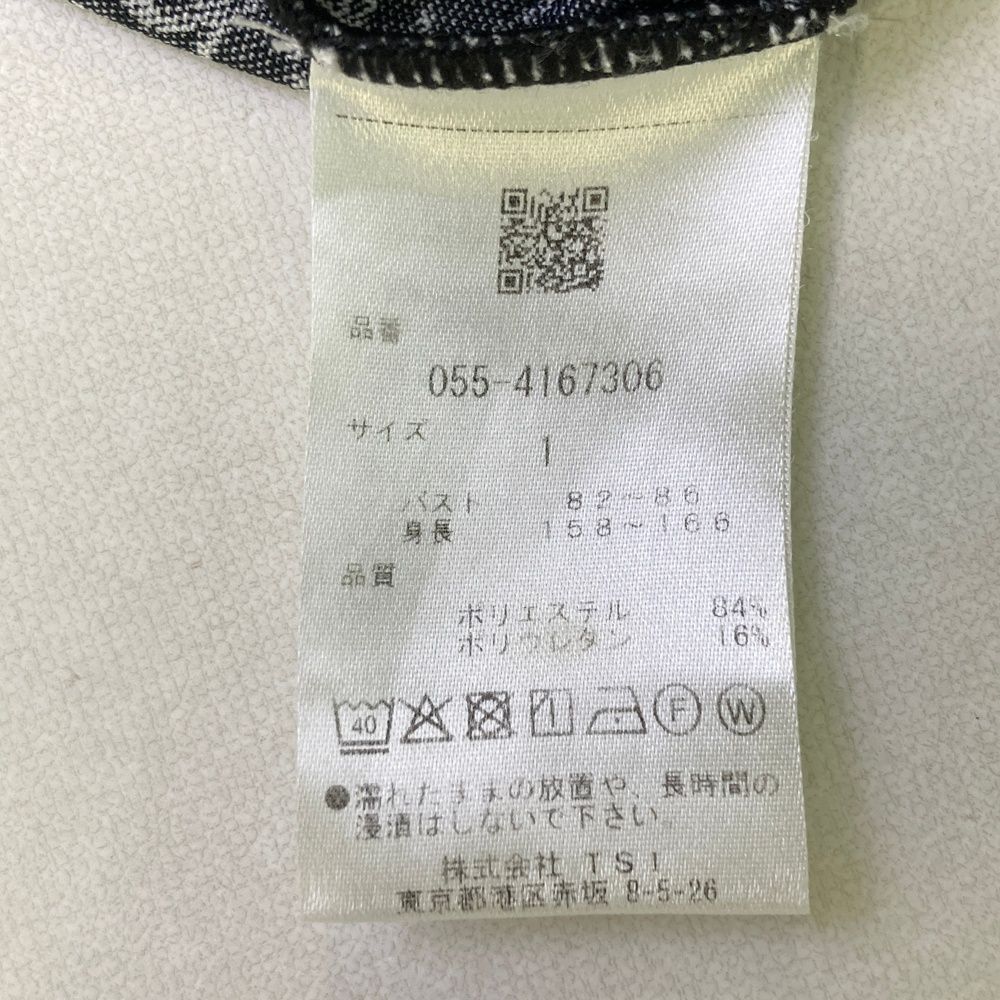 品番
055-4167306
サイズ
1
バスト 82~86
身長 158~166
品質
ポリエステル 84%
ポリウレタン 16%
40 F W
●濡れたままの放置や、長時間の
浸漬はしないで下さい。
株式会社 TSI
東京都港区赤坂 8-5-26